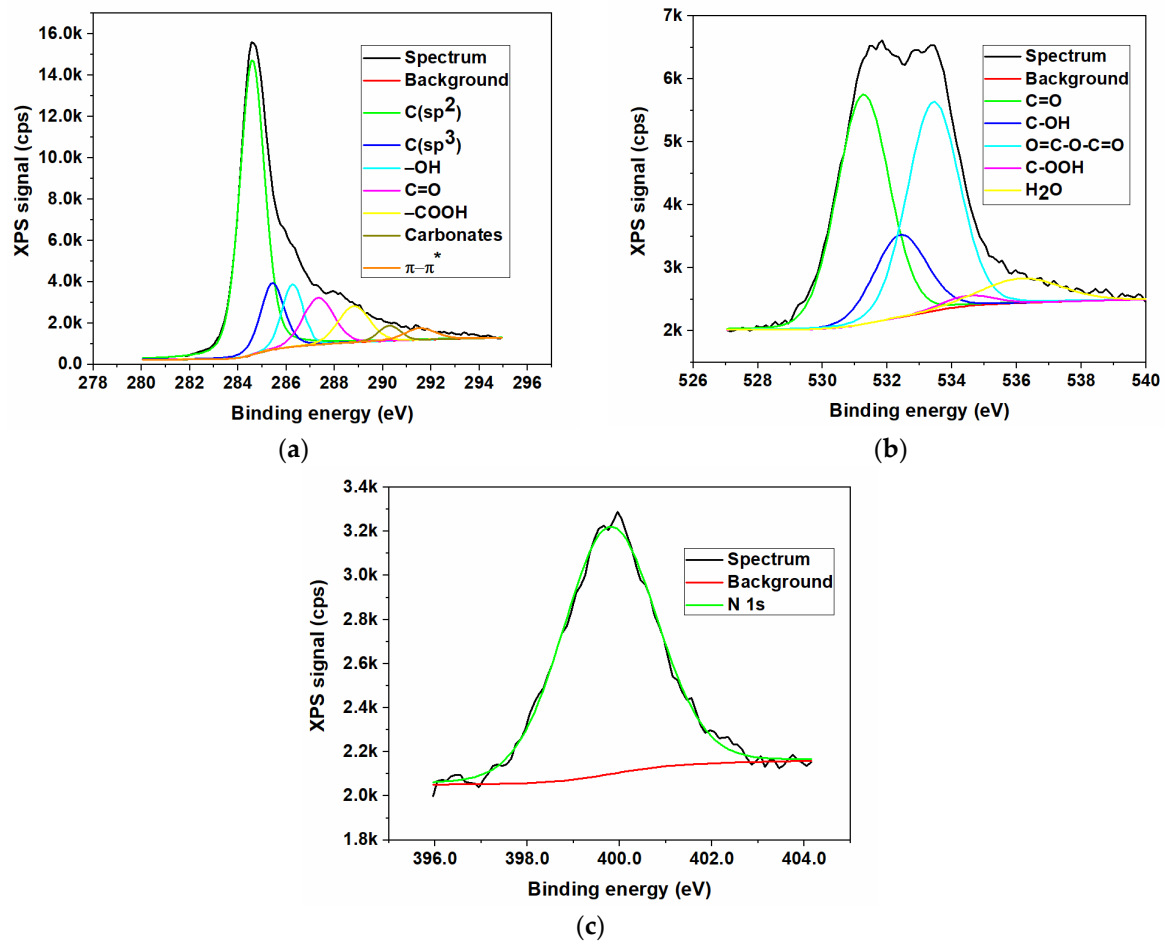 16.0k
14.0k
12.0k
10.0k
8.0k
6.0k
4.0k
2.0k
0.0
XPS signal (cps)
Spectrum
Background
C(sp²)
C(sp³)
–OH
C=O
–COOH
Carbonates
π–π*
278 280 282 284 286 288 290 292 294 296
Binding energy (eV)
(a)
7k
6k
5k
4k
3k
2k
XPS signal (cps)
Spectrum
Background
C=O
C-OH
O=C-O-C=O
C-OOH
H2O
526 528 530 532 534 536 538 540
Binding energy (eV)
(b)
3.4k
3.2k
3.0k
2.8k
2.6k
2.4k
2.2k
2.0k
1.8k
XPS signal (cps)
Spectrum
Background
N 1s
396.0 398.0 400.0 402.0 404.0
Binding energy (eV)
(c)